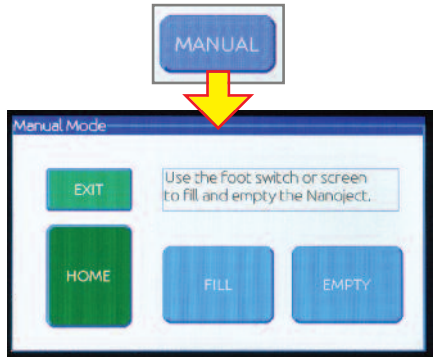 MANUAL
Manual Mode
EXIT
Use the foot switch or screen
to fill and empty the Nanoject.
HOME
FILL
EMPTY